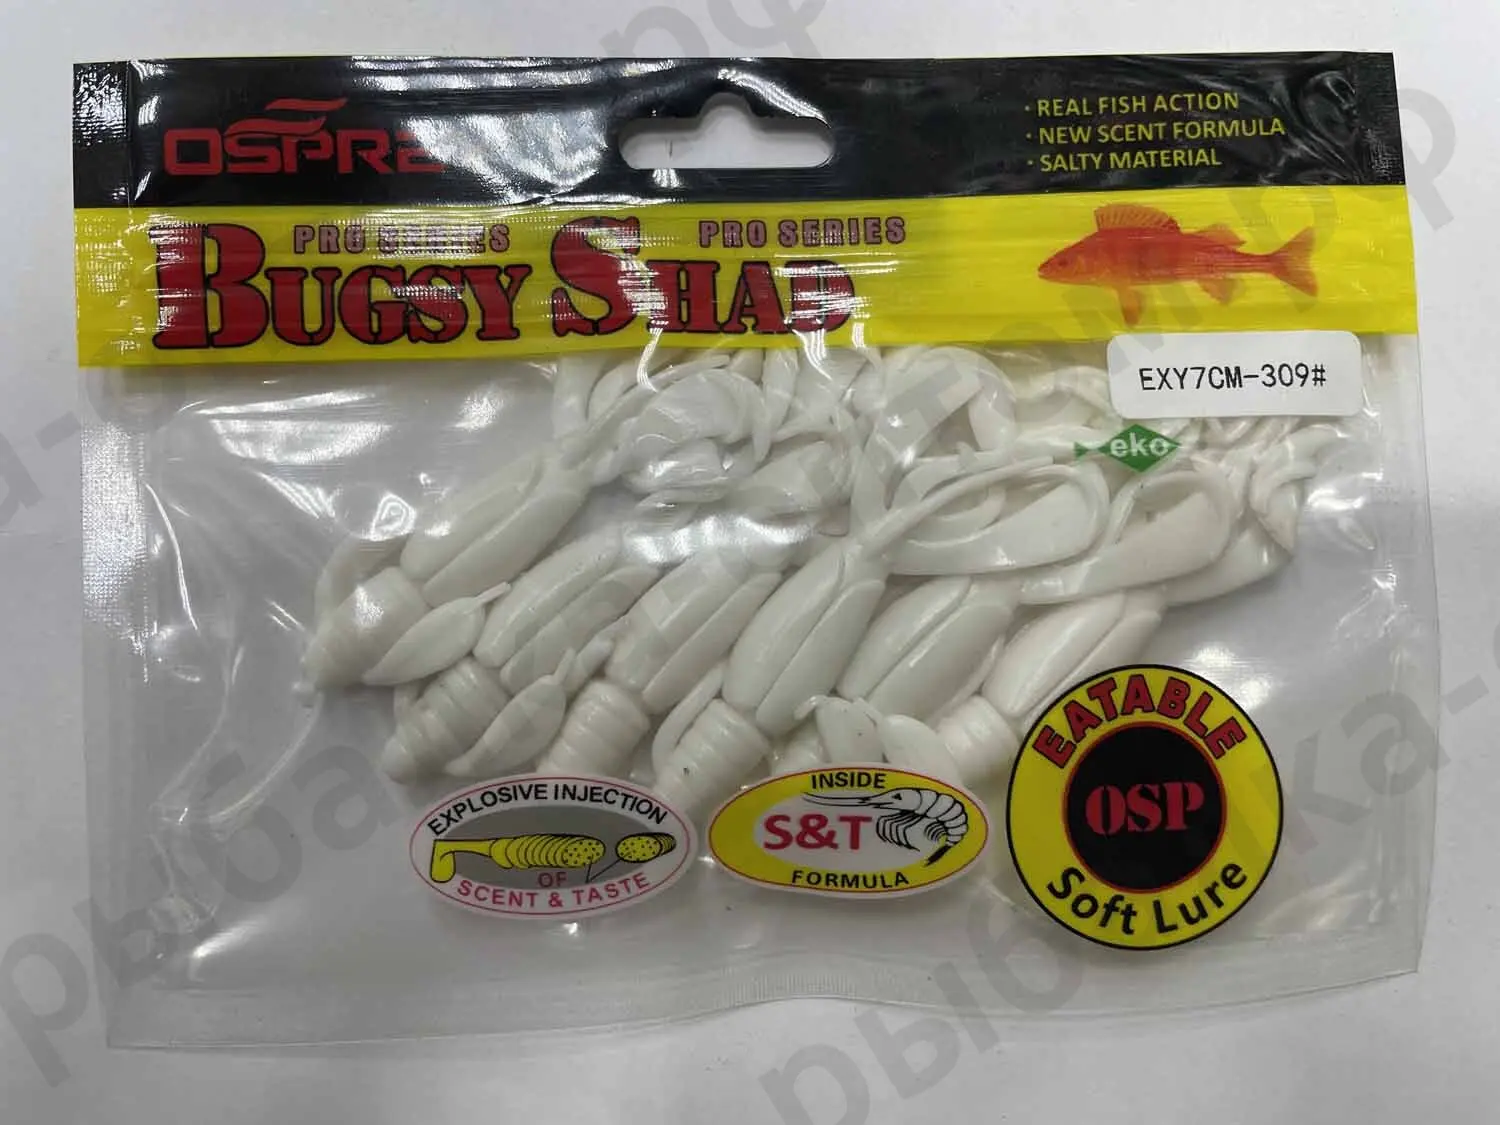 OSPRE
· REAL FISH ACTION
· NEW SCENT FORMULA
· SALTY MATERIAL
PRO SERIES
PRO SERIES
BUGSY SHAD
EXY7CM-309#
eko
EXPLOSIVE INJECTION
OF
SCENT & TASTE
INSIDE
S&T
FORMULA
EATABLE
OSP
Soft Lure